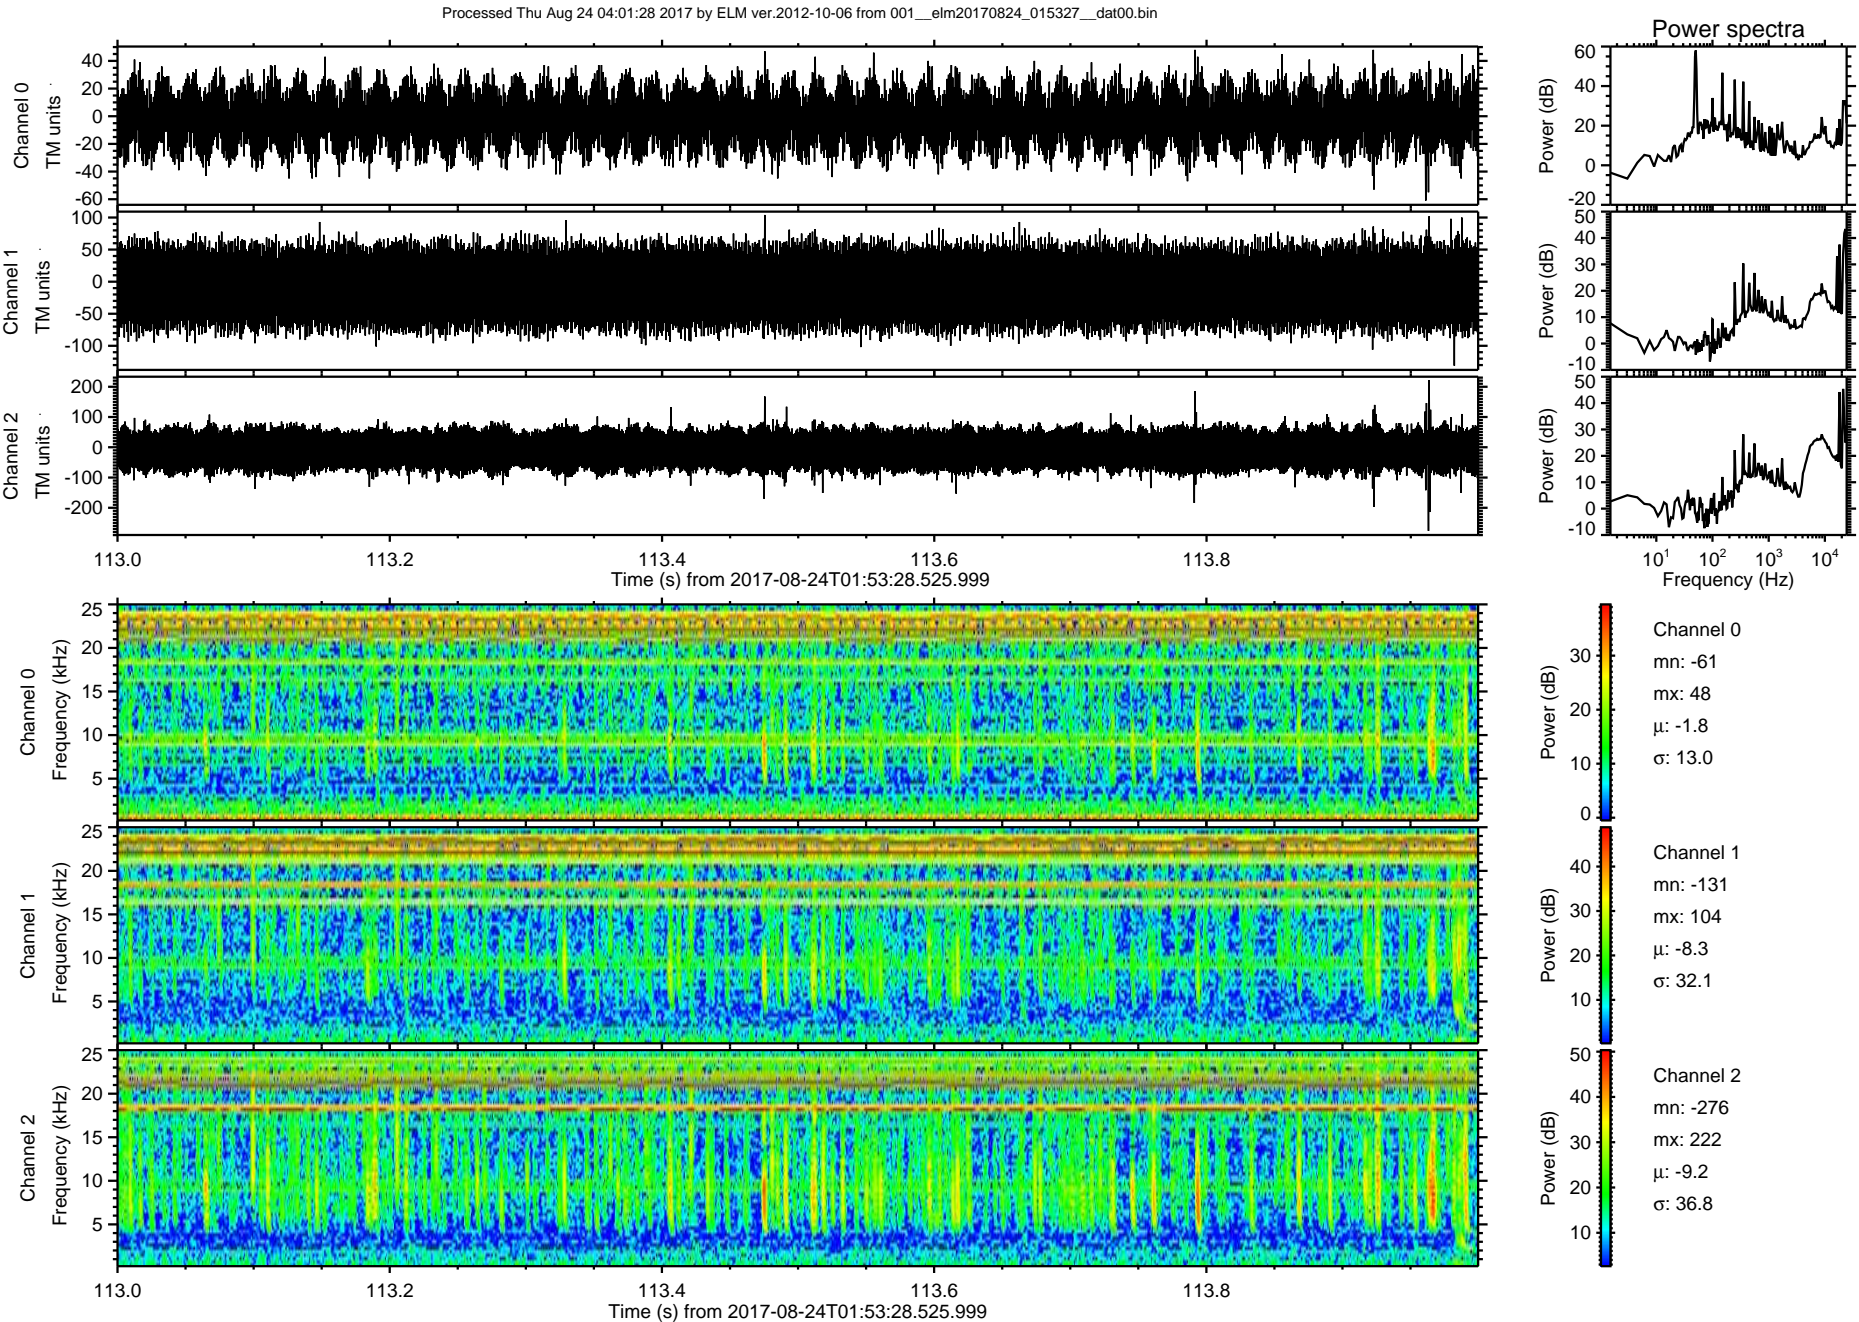 Processed Thu Aug 24 04:01:28 2017 by ELM ver.2012-10-06 from 001__elm20170824_015327__dat00.bin
Power spectra
Channel 0
TM units
40
20
0
-20
-40
-60
Power (dB)
60
40
20
0
-20
Channel 1
TM units
100
50
0
-50
-100
Power (dB)
50
40
30
20
10
0
-10
Channel 2
TM units
200
100
0
-100
-200
Power (dB)
50
40
30
20
10
0
-10
113.0 113.2 113.4 113.6 113.8
Time (s) from 2017-08-24T01:53:28.525.999
10¹ 10² 10³ 10⁴
Frequency (Hz)
Channel 0
Frequency (kHz)
25
20
15
10
5
Power (dB)
30
20
10
0
Channel 0
mn: -61
mx: 48
μ: -1.8
σ: 13.0
Channel 1
Frequency (kHz)
25
20
15
10
5
Power (dB)
40
30
20
10
Channel 1
mn: -131
mx: 104
μ: -8.3
σ: 32.1
Channel 2
Frequency (kHz)
25
20
15
10
5
Power (dB)
50
40
30
20
10
Channel 2
mn: -276
mx: 222
μ: -9.2
σ: 36.8
113.0 113.2 113.4 113.6 113.8
Time (s) from 2017-08-24T01:53:28.525.999